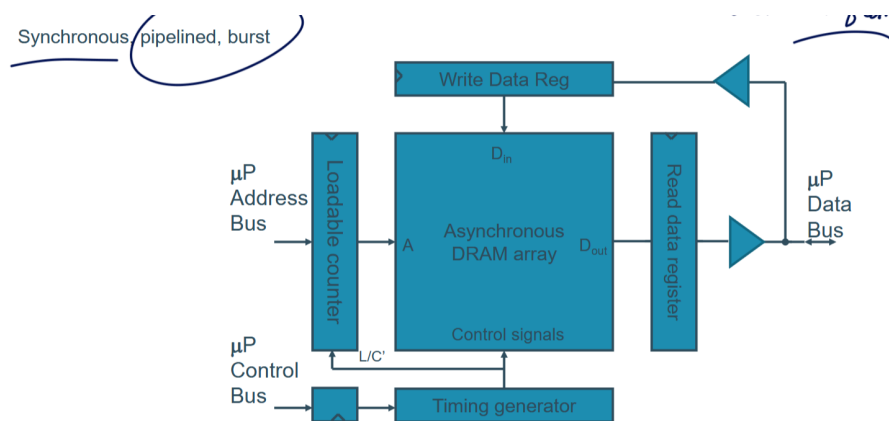 Synchronous, pipelined, burst
Write Data Reg
D_in
μP
Address
Bus
Loadable counter
A
Asynchronous
DRAM array
D_out
Read data register
μP
Data
Bus
Control signals
L/C'
μP
Control
Bus
Timing generator